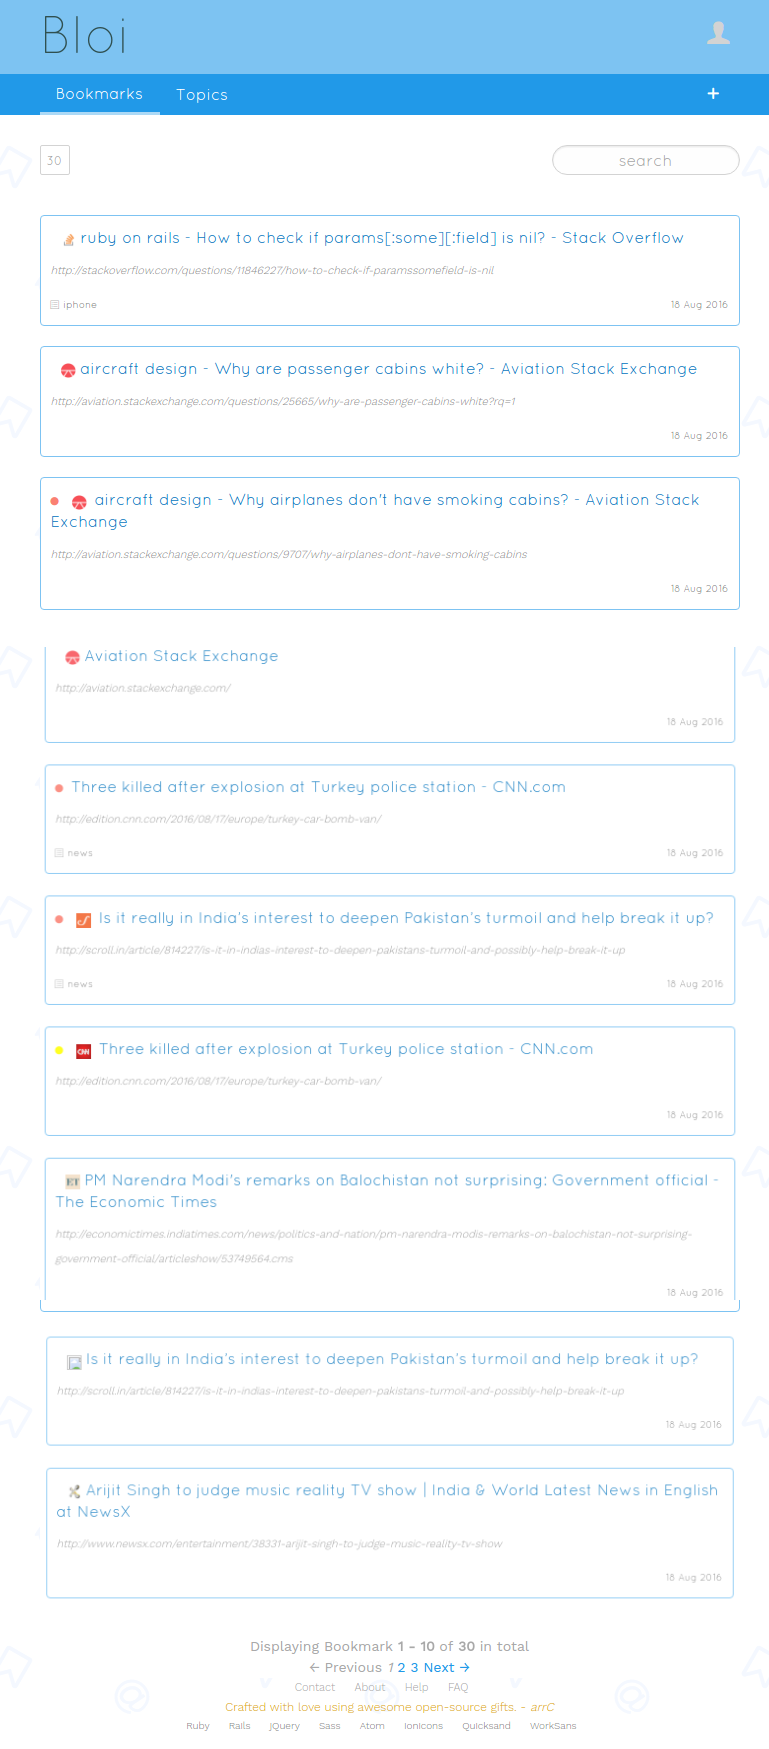 Bloi
Bookmarks Topics +
30 search
ruby on rails - How to check if params[:some][:field] is nil? - Stack Overflow
http://stackoverflow.com/questions/11846227/how-to-check-if-paramssomefield-is-nil
iphone 18 Aug 2016
aircraft design - Why are passenger cabins white? - Aviation Stack Exchange
http://aviation.stackexchange.com/questions/25665/why-are-passenger-cabins-white?rq=1
18 Aug 2016
aircraft design - Why airplanes don't have smoking cabins? - Aviation Stack
Exchange
http://aviation.stackexchange.com/questions/9707/why-airplanes-dont-have-smoking-cabins
18 Aug 2016
Aviation Stack Exchange
http://aviation.stackexchange.com/
18 Aug 2016
Three killed after explosion at Turkey police station - CNN.com
http://edition.cnn.com/2016/08/17/europe/turkey-car-bomb-van/
news 18 Aug 2016
Is it really in India's interest to deepen Pakistan's turmoil and help break it up?
http://scroll.in/article/814227/is-it-in-indias-interest-to-deepen-pakistans-turmoil-and-possibly-help-break-it-up
news 18 Aug 2016
CNN Three killed after explosion at Turkey police station - CNN.com
http://edition.cnn.com/2016/08/17/europe/turkey-car-bomb-van/
18 Aug 2016
ET PM Narendra Modi's remarks on Balochistan not surprising: Government official -
The Economic Times
http://economictimes.indiatimes.com/news/politics-and-nation/pm-narendra-modis-remarks-on-balochistan-not-surprising-
government-official/articleshow/53749564.cms
18 Aug 2016
Is it really in India's interest to deepen Pakistan's turmoil and help break it up?
http://scroll.in/article/814227/is-it-in-indias-interest-to-deepen-pakistans-turmoil-and-possibly-help-break-it-up
18 Aug 2016
Arijit Singh to judge music reality TV show | India & World Latest News in English
at NewsX
http://www.newsx.com/entertainment/38331-arijit-singh-to-judge-music-reality-tv-show
18 Aug 2016
Displaying Bookmark 1 - 10 of 30 in total
← Previous 1 2 3 Next →
Contact About Help FAQ
Crafted with love using awesome open-source gifts. - arrC
Ruby Rails jQuery Sass Atom Ionicons Quicksand WorkSans